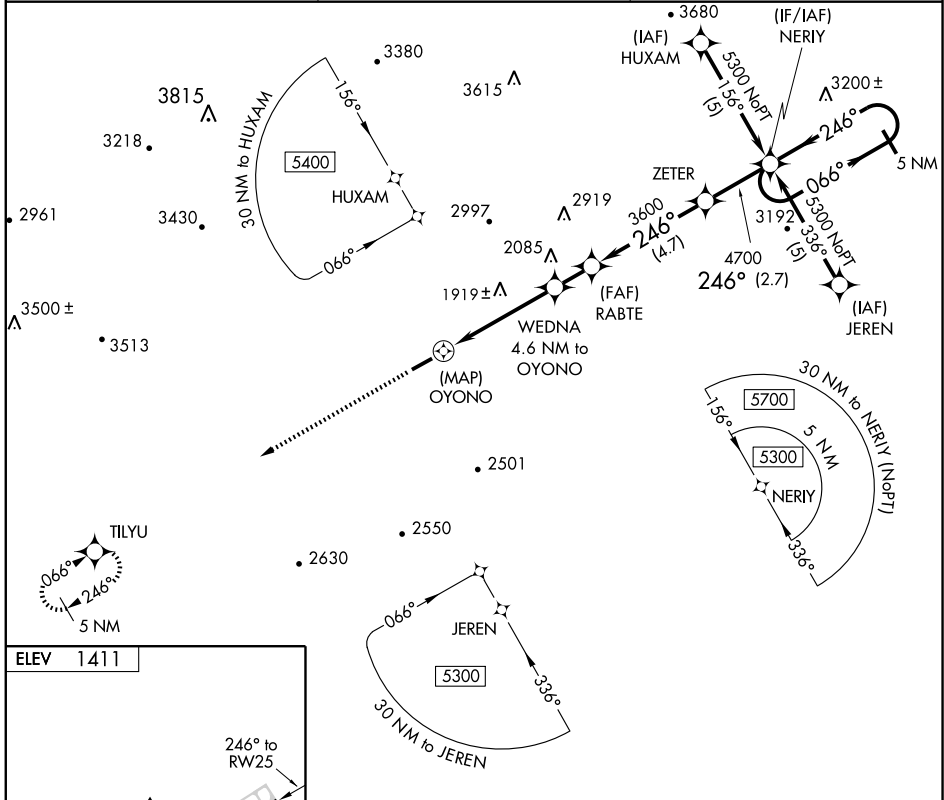 3680
(IF/IAF)
NERIY
(IAF)
HUXAM
5300 NoPT
156°
(5)
3380
3615
3815
3218
3200 ±
246°
066°
5 NM
30 NM to HUXAM
156°
5400
HUXAM
066°
ZETER
2961
3430
2997
2919
3600
246°
(4.7)
3192
5300 NoPT
336°
(5)
2085
4700
246° (2.7)
1919 ±
(FAF)
RABTE
(IAF)
JEREN
3500 ±
3513
WEDNA
4.6 NM to
OYONO
(MAP)
OYONO
30 NM to NERIY (NoPT)
5700
156°
5 NM
5300
NERIY
336°
2501
2550
2630
TILYU
066°
246°
5 NM
066°
JEREN
5300
336°
30 NM to JEREN
ELEV 1411
246° to
RW25